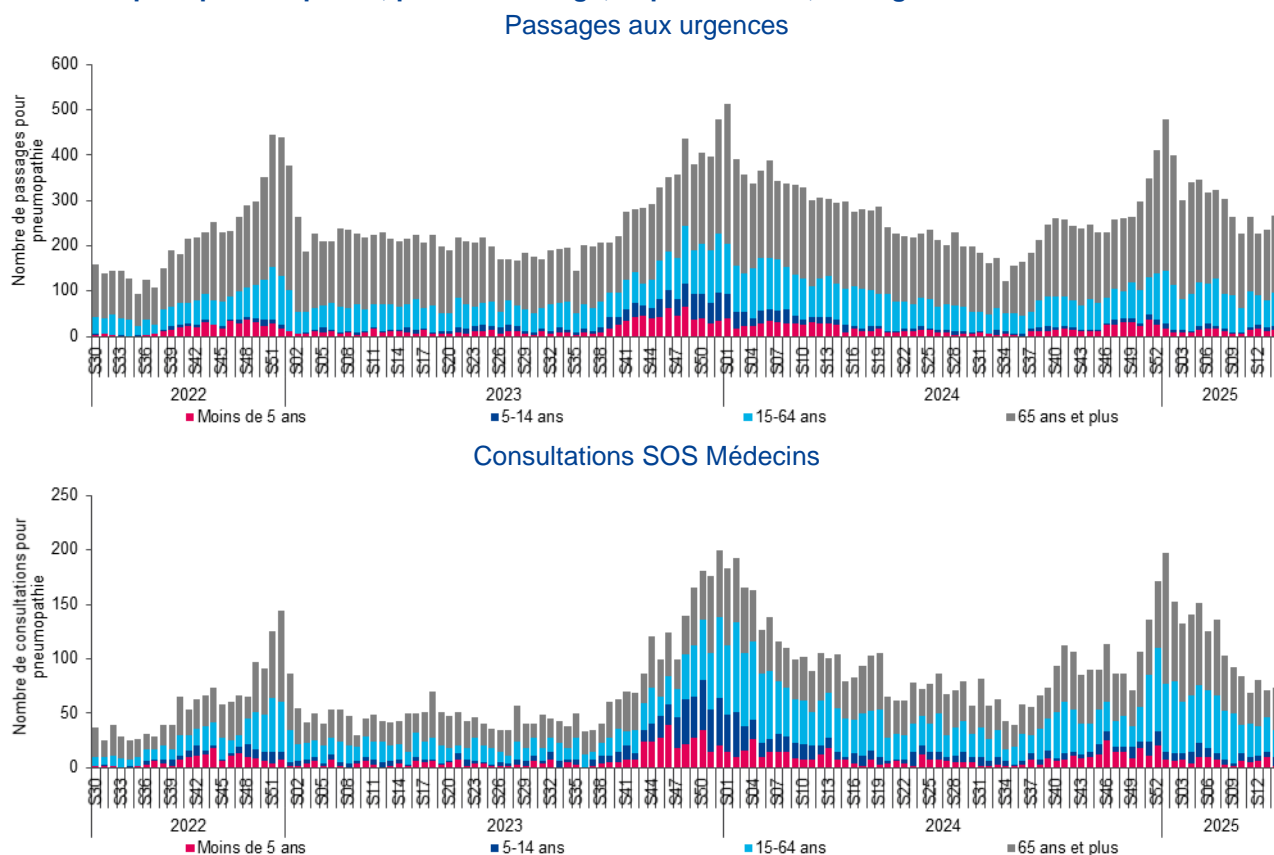 Passages aux urgences
Nombre de passages pour
pneumopathie
600
500
400
300
200
100
0
S30 S33 S36 S39 S42 S45 S48 S51 S02 S05 S08 S11 S14 S17 S20 S23 S26 S29 S32 S35 S38 S41 S44 S47 S50 S01 S04 S07 S10 S13 S16 S19 S22 S25 S28 S31 S34 S37 S40 S43 S46 S49 S52 S03 S06 S09 S12
2022 2023 2024 2025
Moins de 5 ans 5-14 ans 15-64 ans 65 ans et plus
Consultations SOS Médecins
Nombre de consultations pour
pneumopathie
250
200
150
100
50
0
S30 S33 S36 S39 S42 S45 S48 S51 S02 S05 S08 S11 S14 S17 S20 S23 S26 S29 S32 S35 S38 S41 S44 S47 S50 S01 S04 S07 S10 S13 S16 S19 S22 S25 S28 S31 S34 S37 S40 S43 S46 S49 S52 S03 S06 S09 S12
2022 2023 2024 2025
Moins de 5 ans 5-14 ans 15-64 ans 65 ans et plus